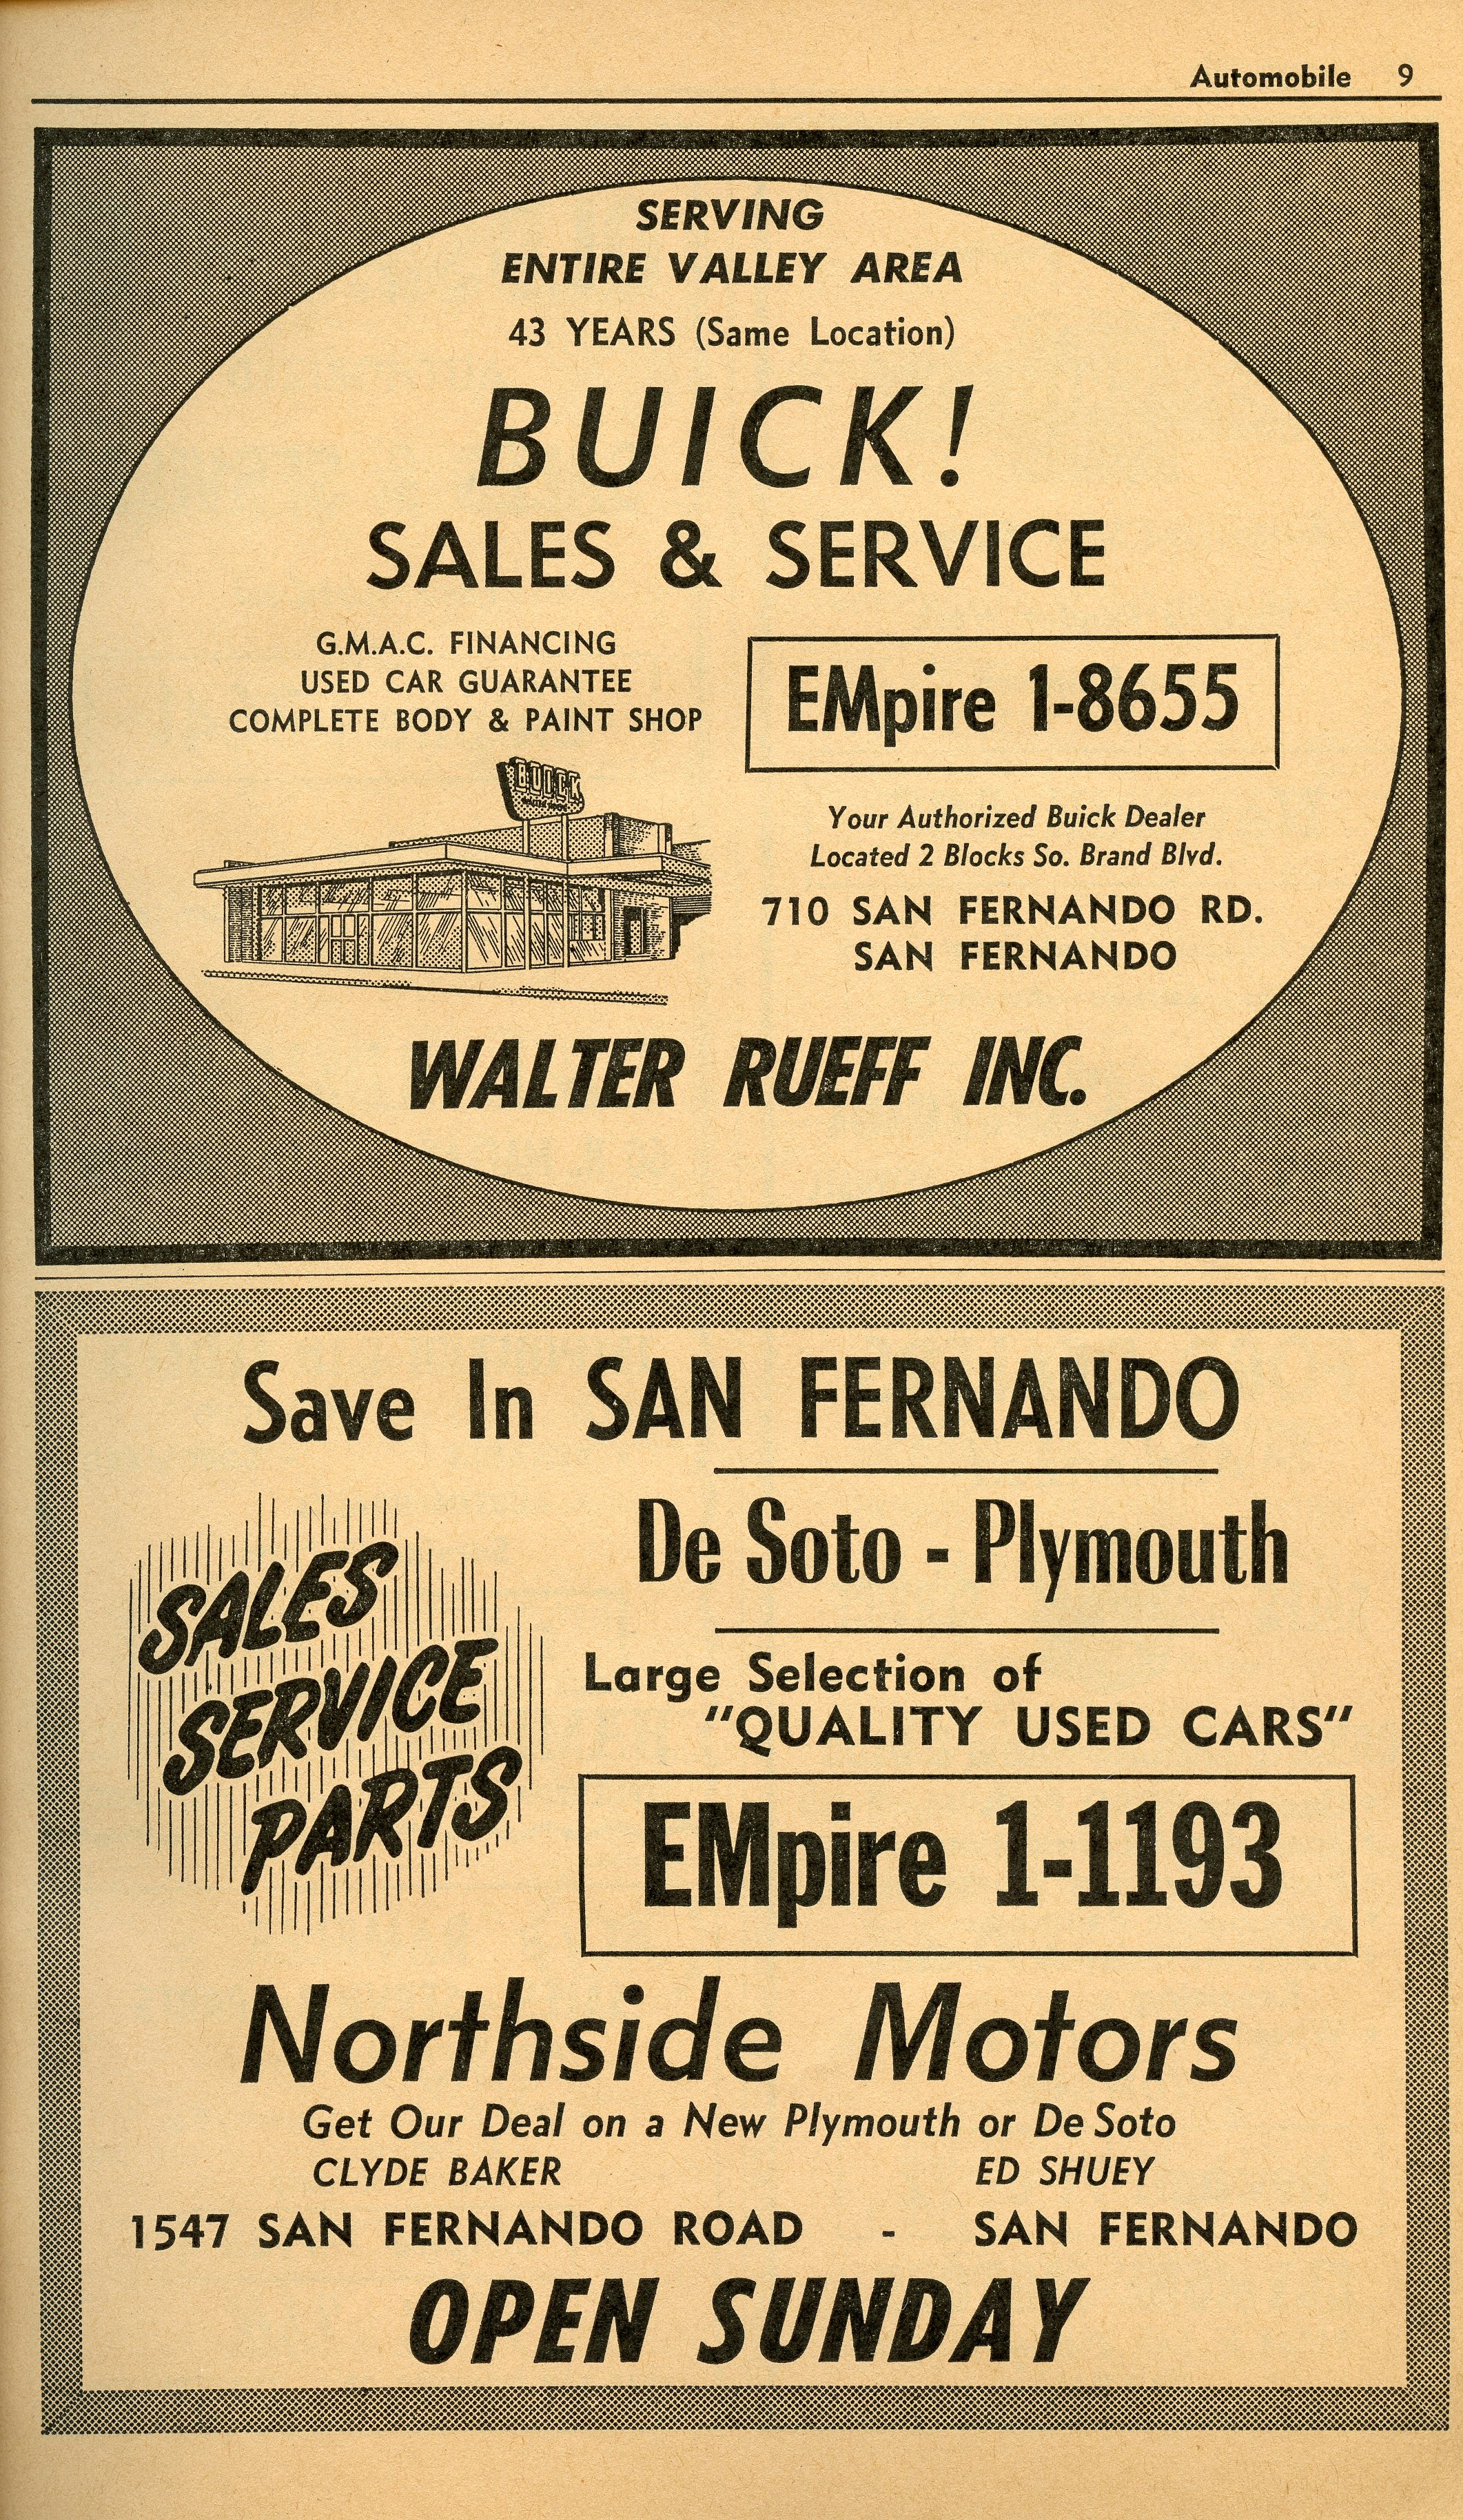 Automobile 9
SERVING
ENTIRE VALLEY AREA
43 YEARS (Same Location)
BUICK!
SALES & SERVICE
G.M.A.C. FINANCING
USED CAR GUARANTEE
COMPLETE BODY & PAINT SHOP
EMpire 1-8655
BUICK
Your Authorized Buick Dealer
Located 2 Blocks So. Brand Blvd.
710 SAN FERNANDO RD.
SAN FERNANDO
WALTER RUEFF INC.
Save In SAN FERNANDO
De Soto - Plymouth
SALES
SERVICE
PARTS
Large Selection of
"QUALITY USED CARS"
EMpire 1-1193
Northside Motors
Get Our Deal on a New Plymouth or De Soto
CLYDE BAKER ED SHUEY
1547 SAN FERNANDO ROAD - SAN FERNANDO
OPEN SUNDAY